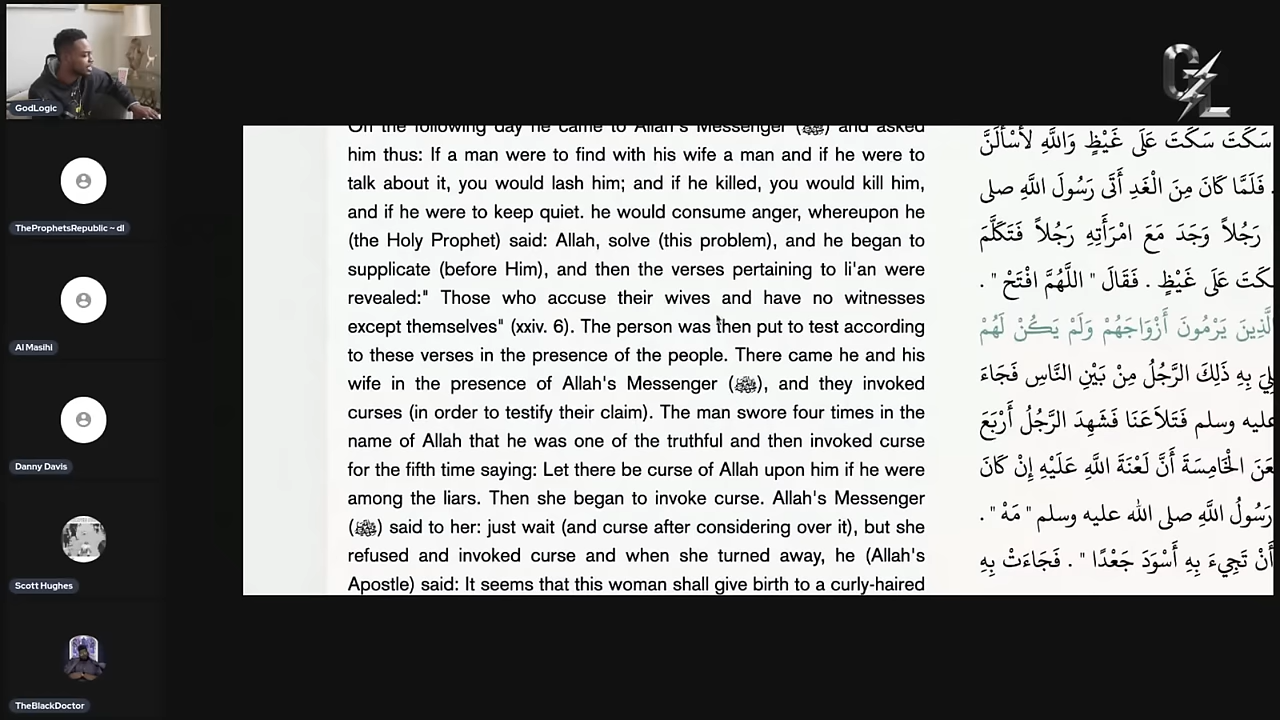 GodLogic
TheProphetsRepublic ~ dl
Al Masihi
Danny Davis
Scott Hughes
TheBlackDoctor
GL
On the following day he came to Allah's Messenger (ﷺ) and asked
him thus: If a man were to find with his wife a man and if he were to
talk about it, you would lash him; and if he killed, you would kill him,
and if he were to keep quiet. he would consume anger, whereupon he
(the Holy Prophet) said: Allah, solve (this problem), and he began to
supplicate (before Him), and then the verses pertaining to li'an were
revealed:" Those who accuse their wives and have no witnesses
except themselves" (xxiv. 6). The person was then put to test according
to these verses in the presence of the people. There came he and his
wife in the presence of Allah's Messenger (ﷺ), and they invoked
curses (in order to testify their claim). The man swore four times in the
name of Allah that he was one of the truthful and then invoked curse
for the fifth time saying: Let there be curse of Allah upon him if he were
among the liars. Then she began to invoke curse. Allah's Messenger
(ﷺ) said to her: just wait (and curse after considering over it), but she
refused and invoked curse and when she turned away, he (Allah's
Apostle) said: It seems that this woman shall give birth to a curly-haired
سَكَتَ سَكَتَ عَلَى غَيْظٍ وَاللَّهِ لأَسْأَلَنَّ
. فَلَمَّا كَانَ مِنَ الْغَدِ أَتَى رَسُولَ اللَّهِ صلى
رَجُلاً وَجَدَ مَعَ امْرَأَتِهِ رَجُلاً فَتَكَلَّمَ
عَلَى غَيْظٍ . فَقَالَ " اللَّهُمَّ افْتَحْ " .
الَّذِينَ يَرْمُونَ أَزْوَاجَهُمْ وَلَمْ يَكُنْ لَهُمْ
بِهِ ذَلِكَ الرَّجُلُ مِنْ بَيْنِ النَّاسِ فَجَاءَ
عليه وسلم فَتَلاَعَنَا فَشَهِدَ الرَّجُلُ أَرْبَعَ
الْخَامِسَةَ أَنَّ لَعْنَةَ اللَّهِ عَلَيْهِ إِنْ كَانَ
رَسُولُ اللَّهِ صلى الله عليه وسلم " مَهْ " .
أَنْ تَجِيءَ بِهِ أَسْوَدَ جَعْدًا " . فَجَاءَتْ بِهِ